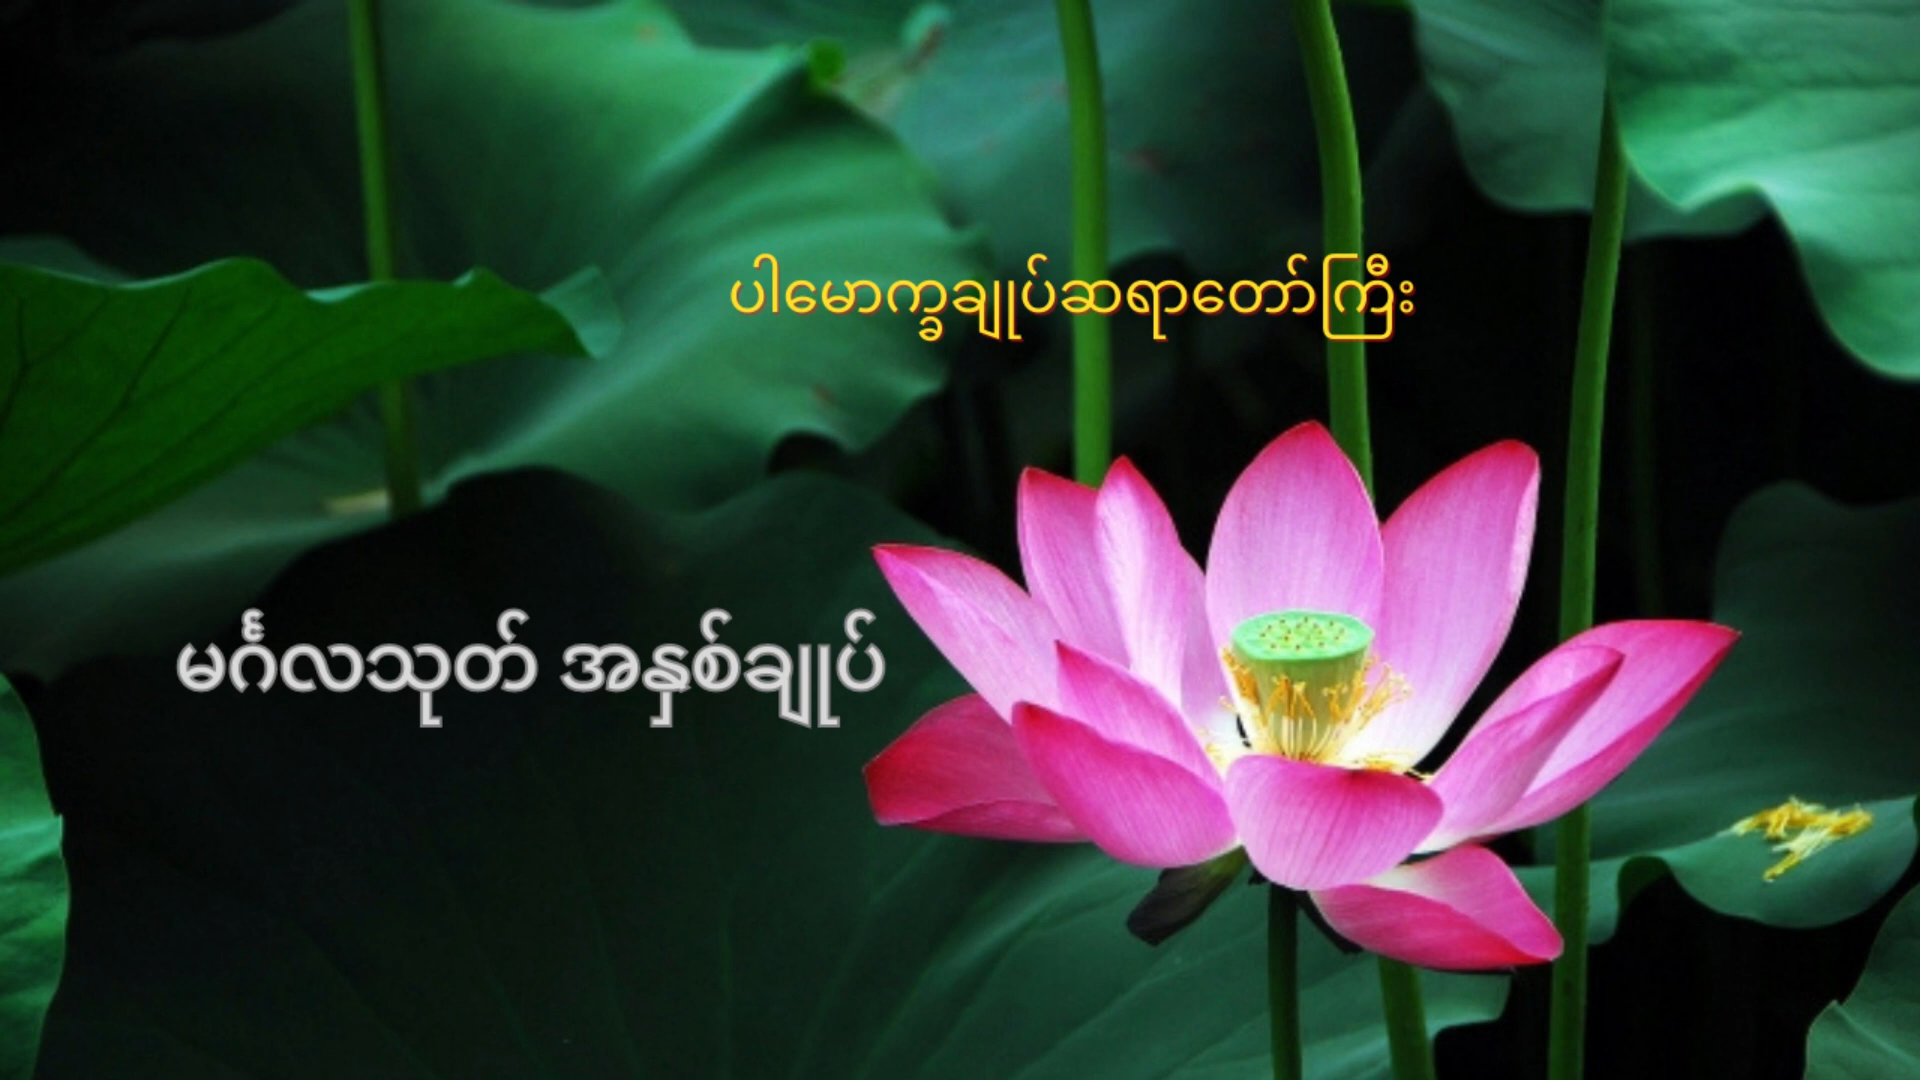 ပါမောက္ခချုပ်ဆရာတော်ကြီး
မင်္ဂလသုတ် အနှစ်ချုပ်